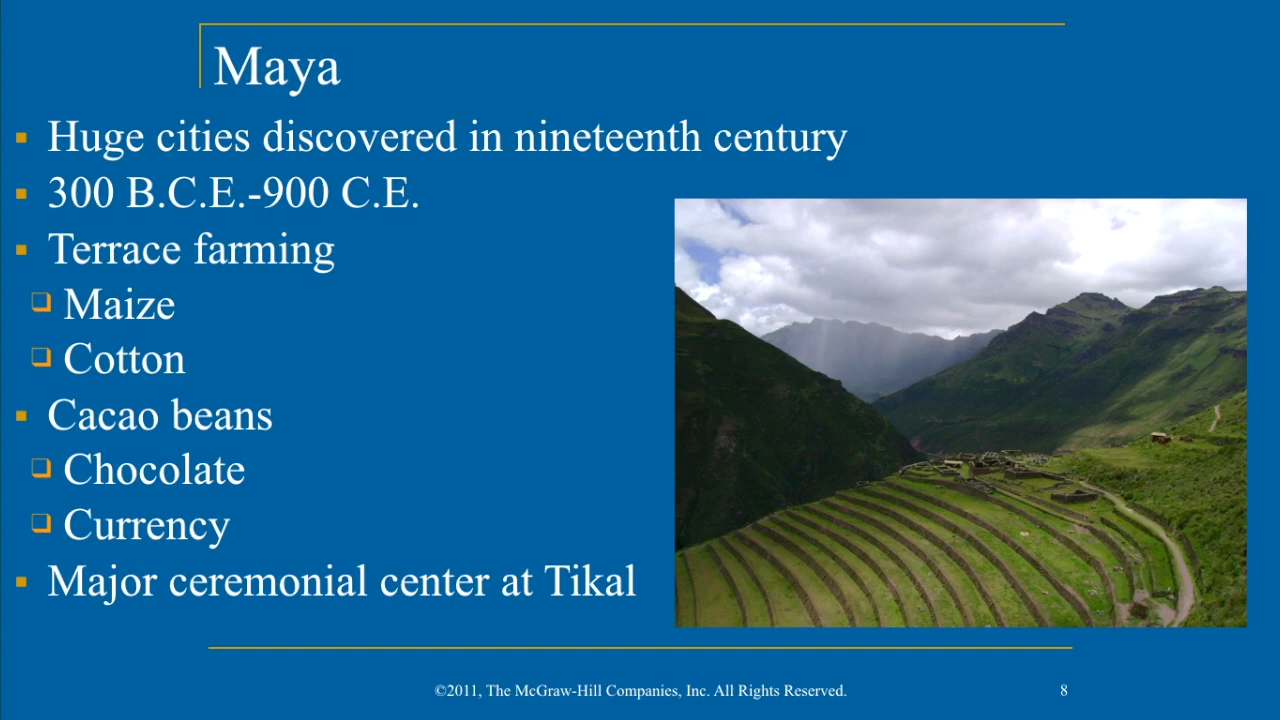 Maya
Huge cities discovered in nineteenth century
300 B.C.E.-900 C.E.
Terrace farming
Maize
Cotton
Cacao beans
Chocolate
Currency
Major ceremonial center at Tikal
©2011, The McGraw-Hill Companies, Inc. All Rights Reserved.
8